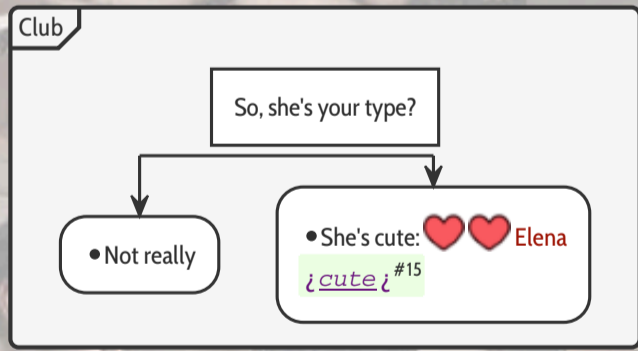 Club
So, she's your type?
•Not really
•She's cute: ❤❤ Elena
¿cute¿#15